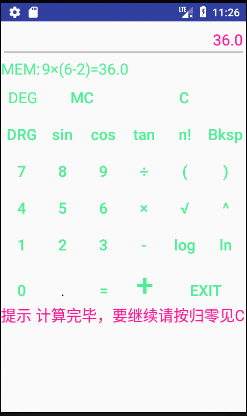 LTE 11:26
36.0
MEM: 9×(6-2)=36.0
DEG MC C
DRG sin cos tan n! Bksp
7 8 9 ÷ ( )
4 5 6 × √ ^
1 2 3 - log ln
0 . = + EXIT
提示 计算完毕，要继续请按归零见C